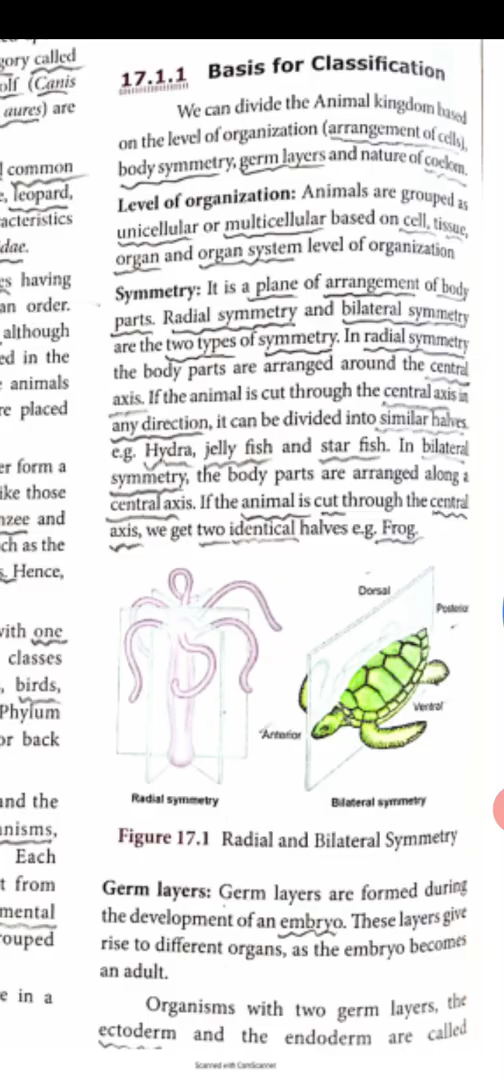 gory called
olf (Canis
aures) are
common
leopard,
acteristics
dae.
es having
an order.
although
ed in the
animals
re placed
er form a
ike those
nzee and
ch as the
Hence,
with one
classes
, birds,
Phylum
or back
and the
anisms,
Each
t from
mental
rouped
e in a
17.1.1 Basis for Classification
We can divide the Animal kingdom based
on the level of organization (arrangement of cells),
body symmetry, germ layers and nature of coelom.
Level of organization: Animals are grouped as
unicellular or multicellular based on cell, tissue,
organ and organ system level of organization
Symmetry: It is a plane of arrangement of body
parts. Radial symmetry and bilateral symmetry
are the two types of symmetry. In radial symmetry
the body parts are arranged around the central
axis. If the animal is cut through the central axis in
any direction, it can be divided into similar halves.
e.g. Hydra, jelly fish and star fish. In bilateral
symmetry, the body parts are arranged along a
central axis. If the animal is cut through the central
axis, we get two identical halves e.g. Frog.
Dorsal
Posterior
Ventral
Anterior
Radial symmetry
Bilateral symmetry
Figure 17.1 Radial and Bilateral Symmetry
Germ layers: Germ layers are formed during
the development of an embryo. These layers give
rise to different organs, as the embryo becomes
an adult.
Organisms with two germ layers, the
ectoderm and the endoderm are called
Scanned with CamScanner